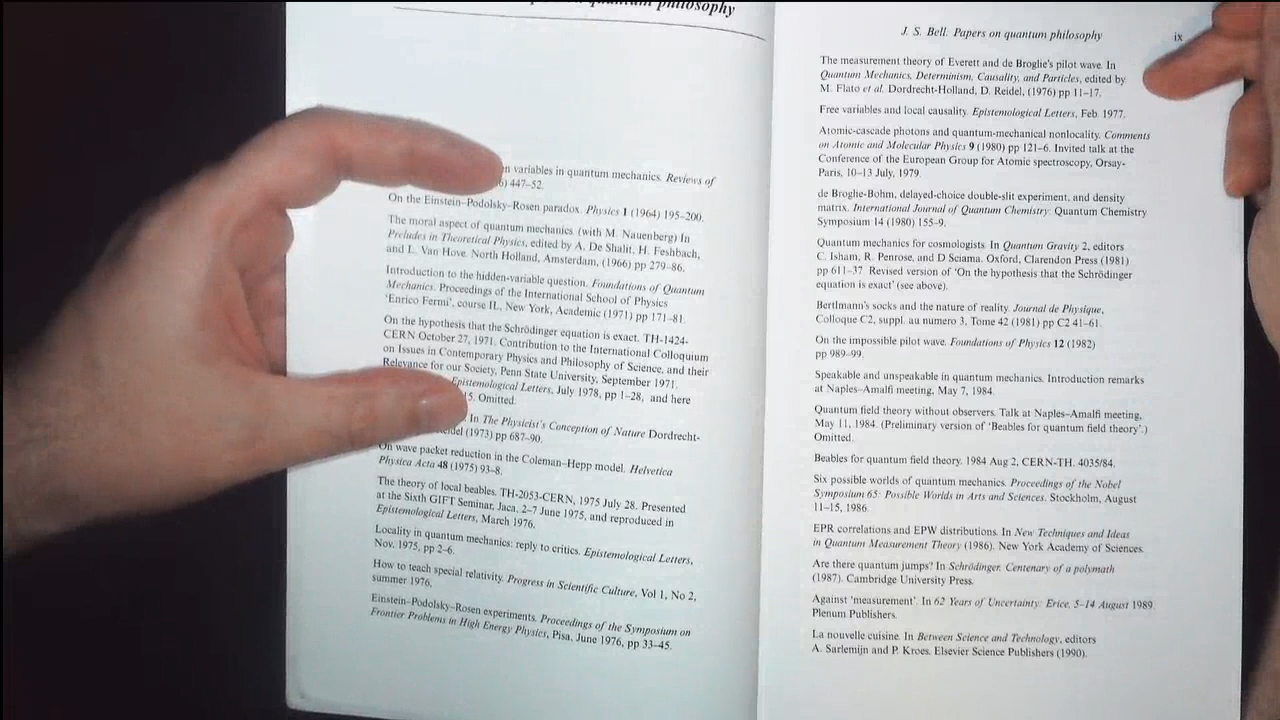 quantum philosophy
n variables in quantum mechanics. Reviews of
6) 447–52.
On the Einstein–Podolsky–Rosen paradox. Physics 1 (1964) 195–200.
The moral aspect of quantum mechanics (with M. Nauenberg) In
Preludes in Theoretical Physics, edited by A. De Shalit, H. Feshbach,
and L. Van Hove. North Holland, Amsterdam, (1966) pp 279–86.
Introduction to the hidden-variable question. Foundations of Quantum
Mechanics. Proceedings of the International School of Physics
'Enrico Fermi', course IL, New York, Academic (1971) pp 171–81.
On the hypothesis that the Schrödinger equation is exact. TH-1424-
CERN October 27, 1971. Contribution to the International Colloquium
on Issues in Contemporary Physics and Philosophy of Science, and their
Relevance for our Society, Penn State University, September 1971.
Epistemological Letters, July 1978, pp 1–28, and here
15. Omitted.
In The Physicist's Conception of Nature Dordrecht-
eidel (1973) pp 687–90.
On wave packet reduction in the Coleman–Hepp model. Helvetica
Physica Acta 48 (1975) 93–8.
The theory of local beables. TH-2053-CERN, 1975 July 28. Presented
at the Sixth GIFT Seminar, Jaca, 2–7 June 1975, and reproduced in
Epistemological Letters, March 1976.
Locality in quantum mechanics: reply to critics. Epistemological Letters,
Nov. 1975, pp 2–6.
How to teach special relativity. Progress in Scientific Culture, Vol 1, No 2,
summer 1976.
Einstein–Podolsky–Rosen experiments. Proceedings of the Symposium on
Frontier Problems in High Energy Physics, Pisa, June 1976, pp 33–45.
J. S. Bell. Papers on quantum philosophy ix
The measurement theory of Everett and de Broglie's pilot wave. In
Quantum Mechanics, Determinism, Causality, and Particles, edited by
M. Flato et al. Dordrecht-Holland, D. Reidel, (1976) pp 11–17.
Free variables and local causality. Epistemological Letters, Feb. 1977.
Atomic-cascade photons and quantum-mechanical nonlocality. Comments
on Atomic and Molecular Physics 9 (1980) pp 121–6. Invited talk at the
Conference of the European Group for Atomic spectroscopy, Orsay-
Paris, 10–13 July, 1979.
de Broglie-Bohm, delayed-choice double-slit experiment, and density
matrix. International Journal of Quantum Chemistry: Quantum Chemistry
Symposium 14 (1980) 155–9.
Quantum mechanics for cosmologists. In Quantum Gravity 2, editors
C. Isham, R. Penrose, and D Sciama. Oxford, Clarendon Press (1981)
pp 611–37. Revised version of 'On the hypothesis that the Schrödinger
equation is exact' (see above).
Bertlmann's socks and the nature of reality. Journal de Physique,
Colloque C2, suppl. au numero 3, Tome 42 (1981) pp C2 41–61.
On the impossible pilot wave. Foundations of Physics 12 (1982)
pp 989–99.
Speakable and unspeakable in quantum mechanics. Introduction remarks
at Naples–Amalfi meeting, May 7, 1984.
Quantum field theory without observers. Talk at Naples–Amalfi meeting,
May 11, 1984. (Preliminary version of 'Beables for quantum field theory'.)
Omitted.
Beables for quantum field theory. 1984 Aug 2, CERN-TH. 4035/84.
Six possible worlds of quantum mechanics. Proceedings of the Nobel
Symposium 65: Possible Worlds in Arts and Sciences. Stockholm, August
11–15, 1986.
EPR correlations and EPW distributions. In New Techniques and Ideas
in Quantum Measurement Theory (1986). New York Academy of Sciences.
Are there quantum jumps? In Schrödinger. Centenary of a polymath
(1987). Cambridge University Press.
Against 'measurement'. In 62 Years of Uncertainty: Erice, 5–14 August 1989.
Plenum Publishers.
La nouvelle cuisine. In Between Science and Technology, editors
A. Sarlemijn and P. Kroes. Elsevier Science Publishers (1990).